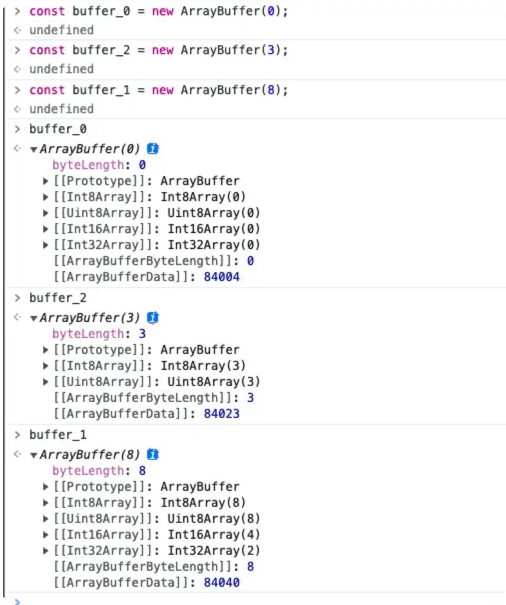 > const buffer_0 = new ArrayBuffer(0);
< undefined
> const buffer_2 = new ArrayBuffer(3);
< undefined
> const buffer_1 = new ArrayBuffer(8);
< undefined
> buffer_0
< ▼ArrayBuffer(0) i
byteLength: 0
▶ [[Prototype]]: ArrayBuffer
▶ [[Int8Array]]: Int8Array(0)
▶ [[Uint8Array]]: Uint8Array(0)
▶ [[Int16Array]]: Int16Array(0)
▶ [[Int32Array]]: Int32Array(0)
[[ArrayBufferByteLength]]: 0
[[ArrayBufferData]]: 84004
> buffer_2
< ▼ArrayBuffer(3) i
byteLength: 3
▶ [[Prototype]]: ArrayBuffer
▶ [[Int8Array]]: Int8Array(3)
▶ [[Uint8Array]]: Uint8Array(3)
[[ArrayBufferByteLength]]: 3
[[ArrayBufferData]]: 84023
> buffer_1
< ▼ArrayBuffer(8) i
byteLength: 8
▶ [[Prototype]]: ArrayBuffer
▶ [[Int8Array]]: Int8Array(8)
▶ [[Uint8Array]]: Uint8Array(8)
▶ [[Int16Array]]: Int16Array(4)
▶ [[Int32Array]]: Int32Array(2)
[[ArrayBufferByteLength]]: 8
[[ArrayBufferData]]: 84040
>